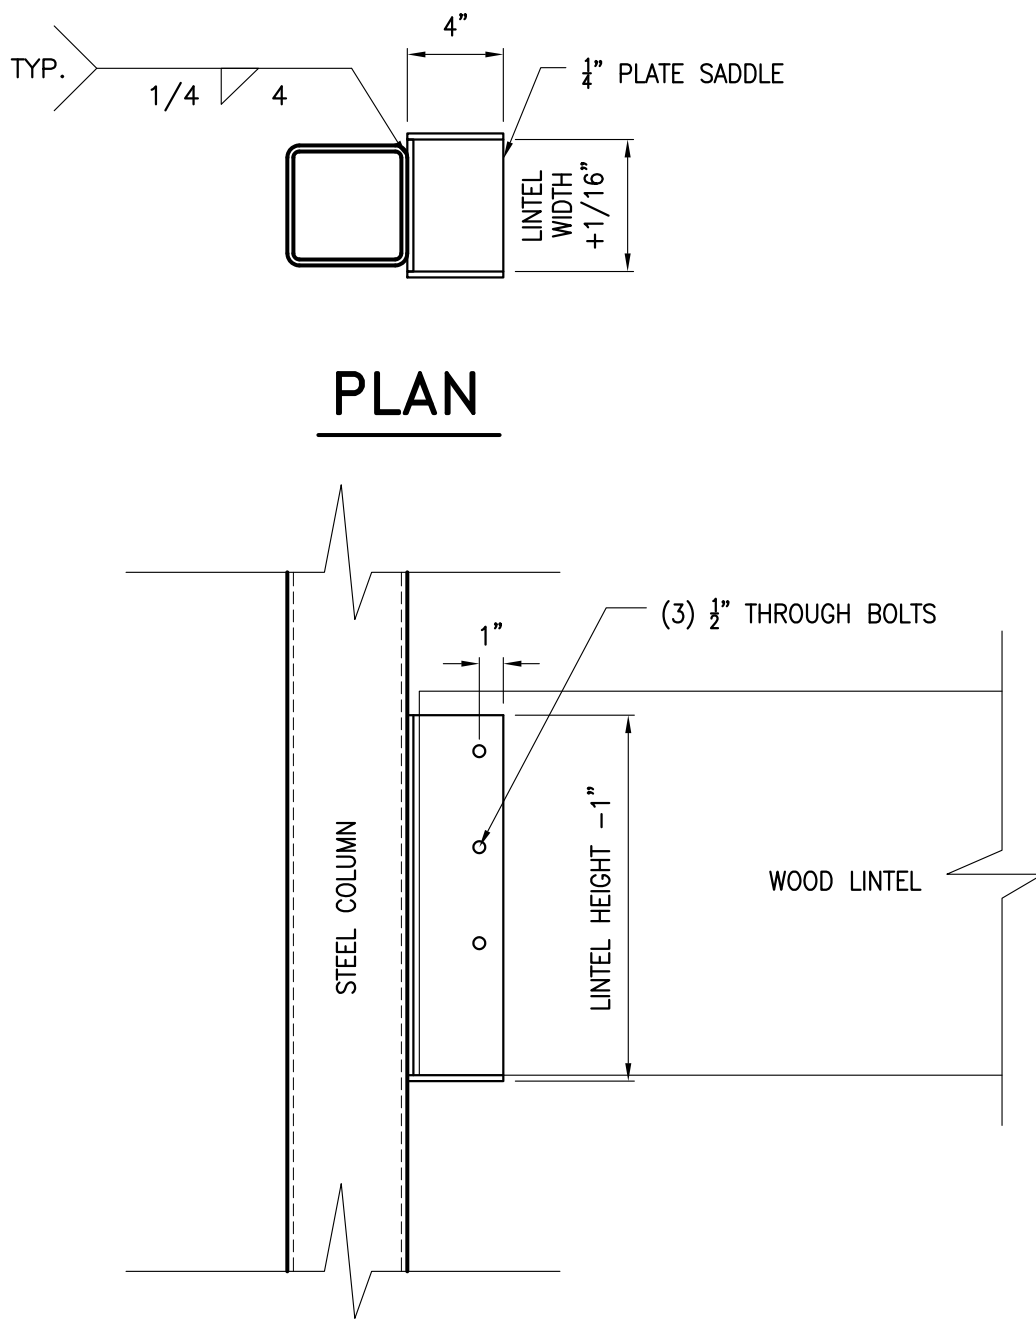 4”
TYP.
1/4
4
1/4” PLATE SADDLE
LINTEL
WIDTH
+1/16”
PLAN
(3) 1/2” THROUGH BOLTS
1”
STEEL COLUMN
LINTEL HEIGHT -1”
WOOD LINTEL